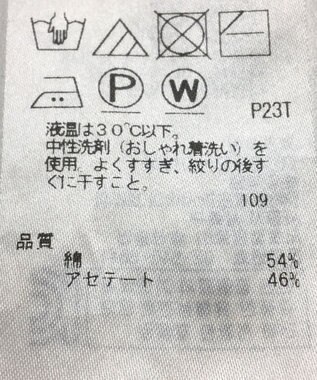 P W
P23T
液温は30℃以下。
中性洗剤（おしゃれ着洗い）を
使用。よくすすぎ、絞りの後す
ぐに干すこと。
109
品質
綿 54%
アセテート 46%